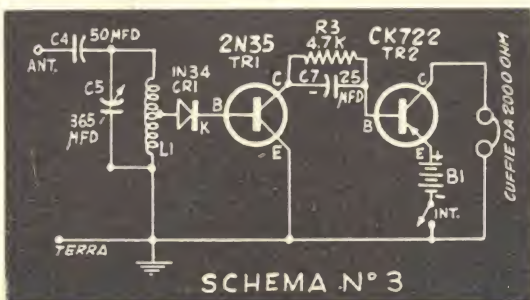 C4
50MFD
ANT.
C5
365
MFD
L1
1N34
CR1
K
B
2N35
TR1
C
E
R3
4.7K
C7
25
MFD
-
CK722
TR2
B
C
E
+
B1
-
INT.
CUFFIE DA 2000 OHM
TERRA
SCHEMA N° 3